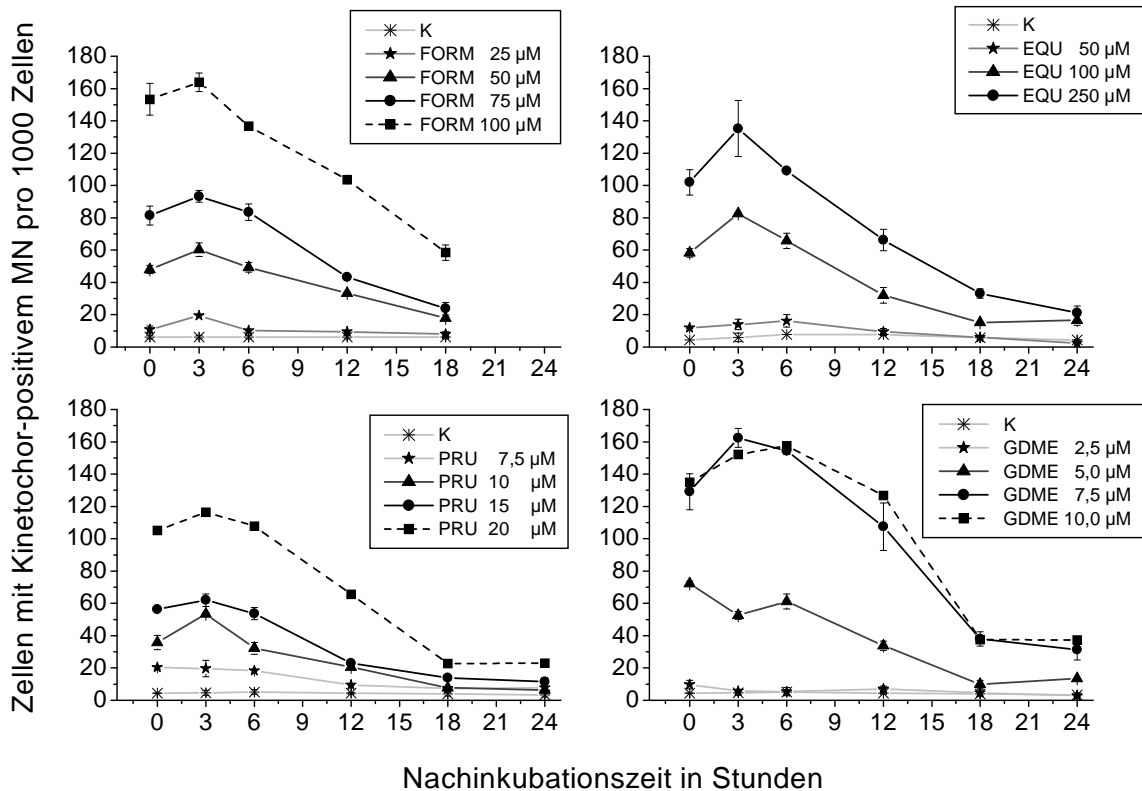 Zellen mit Kinetochor-positivem MN pro 1000 Zellen
K
FORM 25 µM
FORM 50 µM
FORM 75 µM
FORM 100 µM
180
160
140
120
100
80
60
40
20
0
0 3 6 9 12 15 18 21 24
K
EQU 50 µM
EQU 100 µM
EQU 250 µM
180
160
140
120
100
80
60
40
20
0
0 3 6 9 12 15 18 21 24
K
PRU 7,5 µM
PRU 10 µM
PRU 15 µM
PRU 20 µM
180
160
140
120
100
80
60
40
20
0
0 3 6 9 12 15 18 21 24
K
GDME 2,5 µM
GDME 5,0 µM
GDME 7,5 µM
GDME 10,0 µM
180
160
140
120
100
80
60
40
20
0
0 3 6 9 12 15 18 21 24
Nachinkubationszeit in Stunden